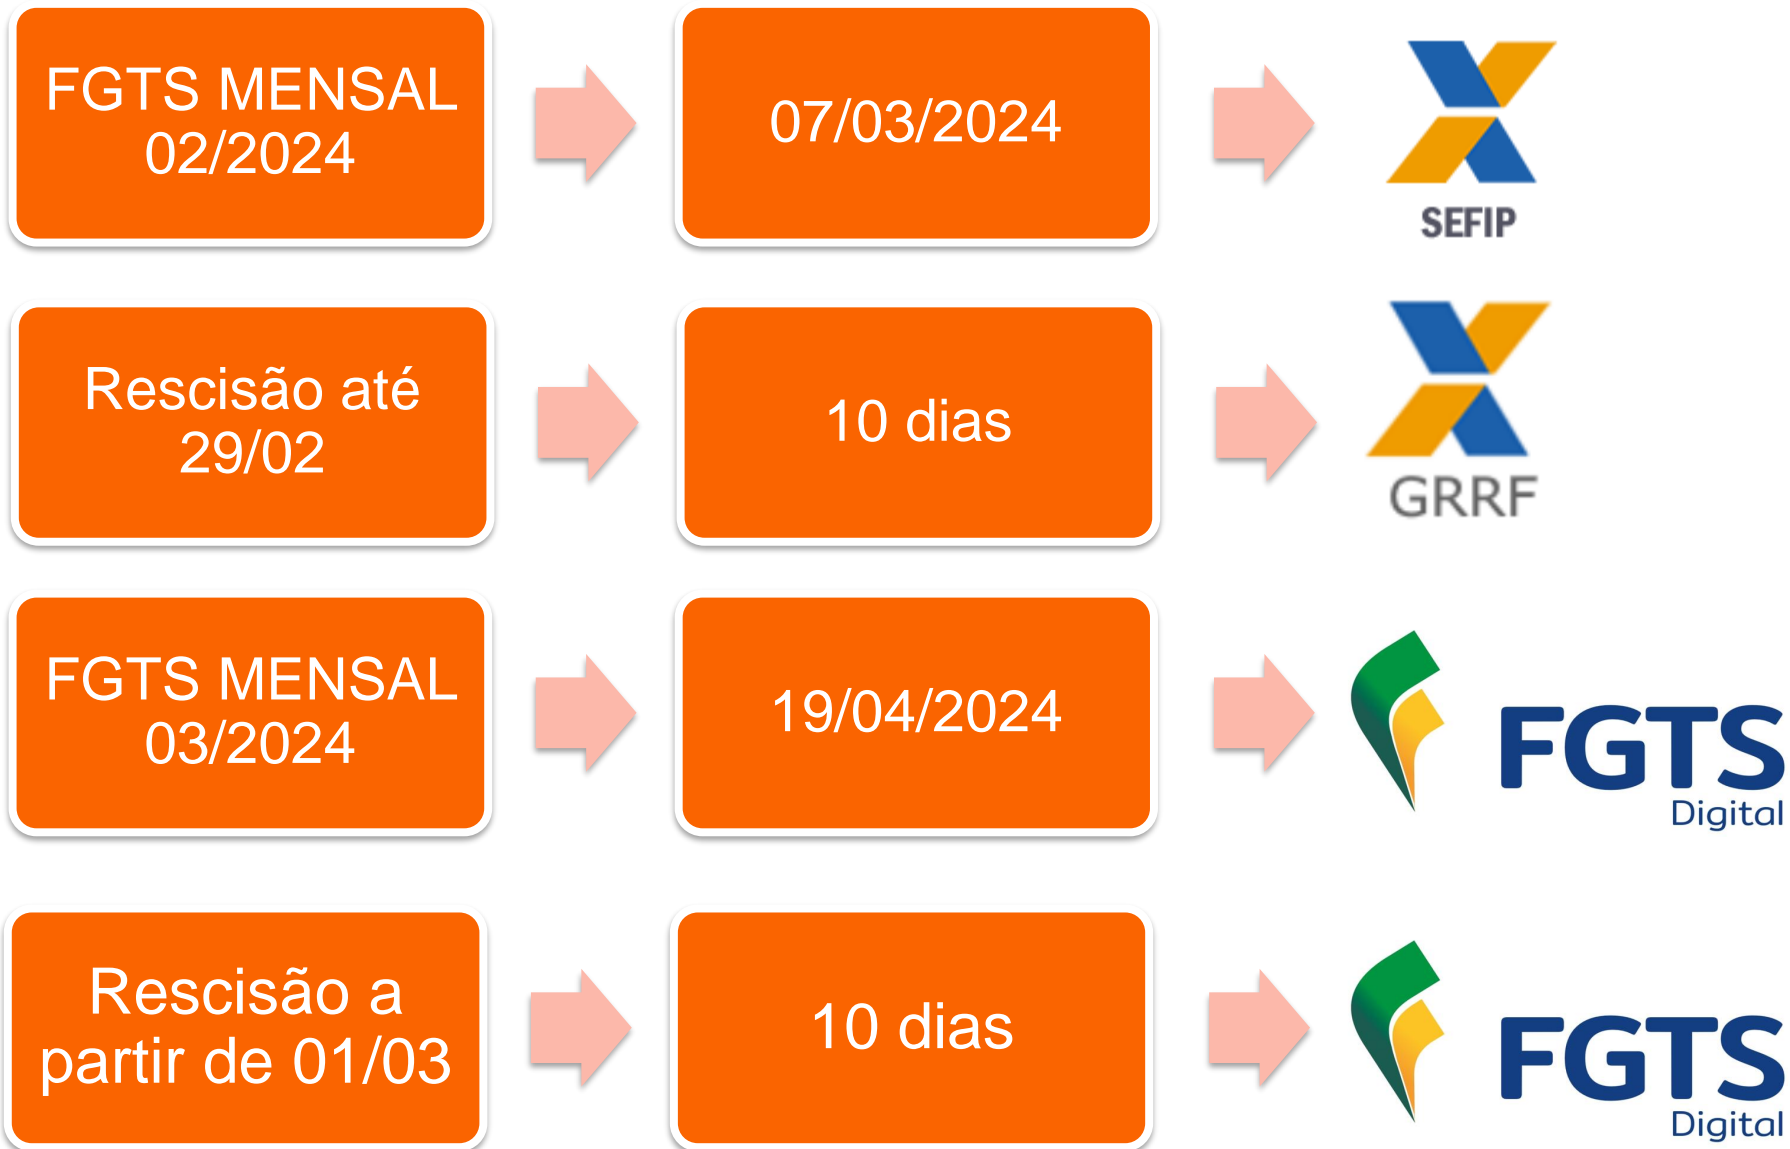 FGTS MENSAL
02/2024
07/03/2024
SEFIP
Rescisão até
29/02
10 dias
GRRF
FGTS MENSAL
03/2024
19/04/2024
FGTS
Digital
Rescisão a
partir de 01/03
10 dias
FGTS
Digital